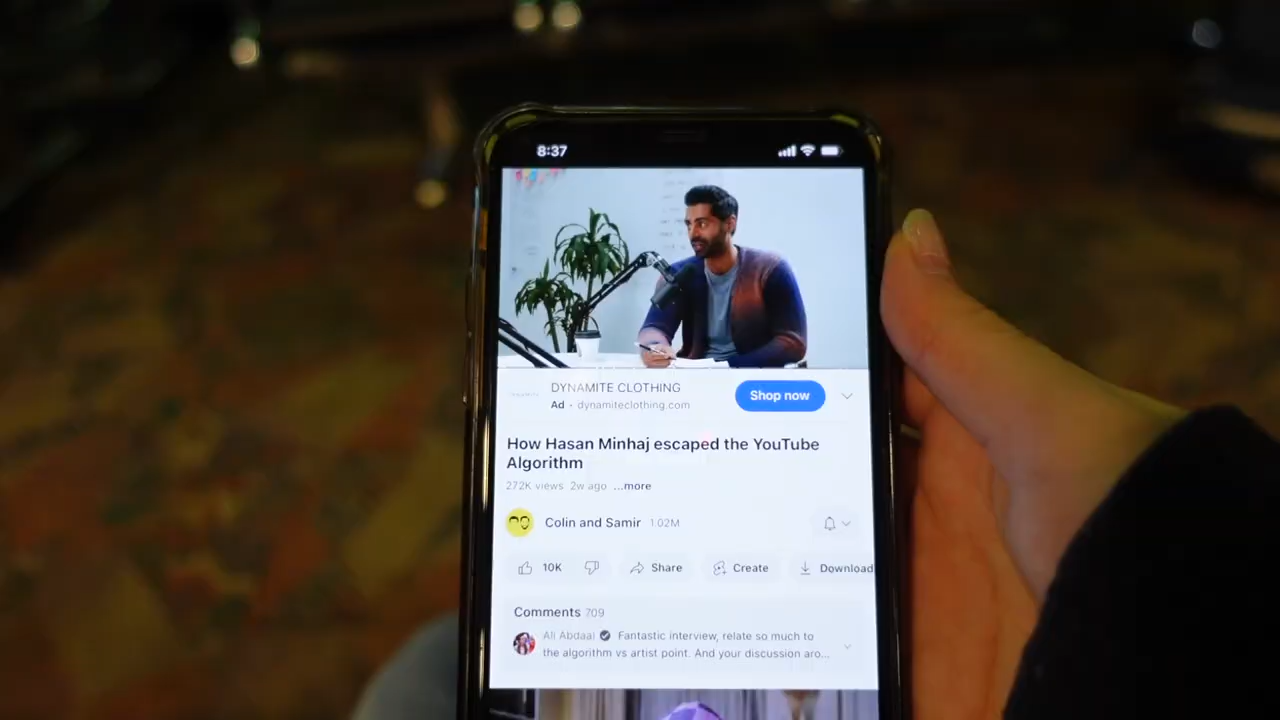 8:37
DYNAMITE CLOTHING
Ad · dynamiteclothing.com
Shop now
How Hasan Minhaj escaped the YouTube
Algorithm
272K views 2w ago ...more
Colin and Samir 1.02M
10K
Share
Create
Download
Comments 709
Ali Abdaal Fantastic interview, relate so much to
the algorithm vs artist point. And your discussion aro...